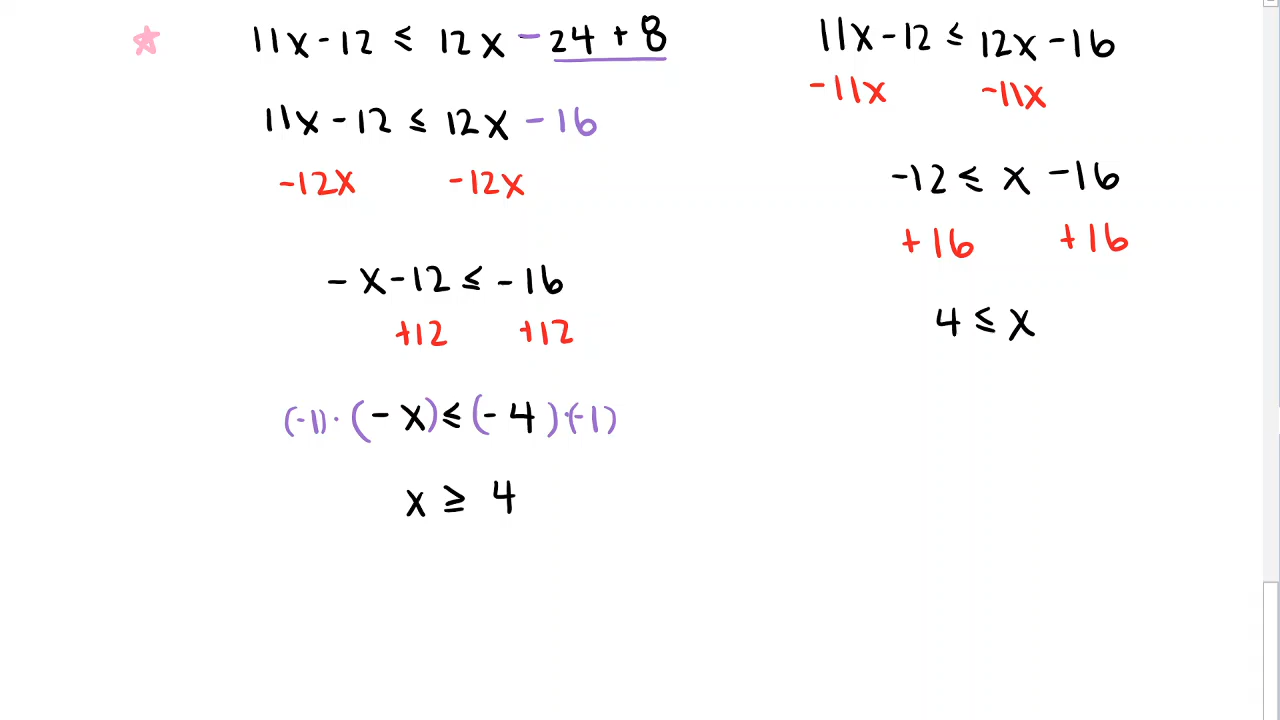 11x - 12 ≤ 12x - 24 + 8
11x - 12 ≤ 12x - 16
-12x -12x
-x - 12 ≤ -16
+12 +12
(-1)·(-x) ≤ (-4)·(-1)
x ≥ 4
11x - 12 ≤ 12x - 16
-11x -11x
-12 ≤ x - 16
+16 +16
4 ≤ x